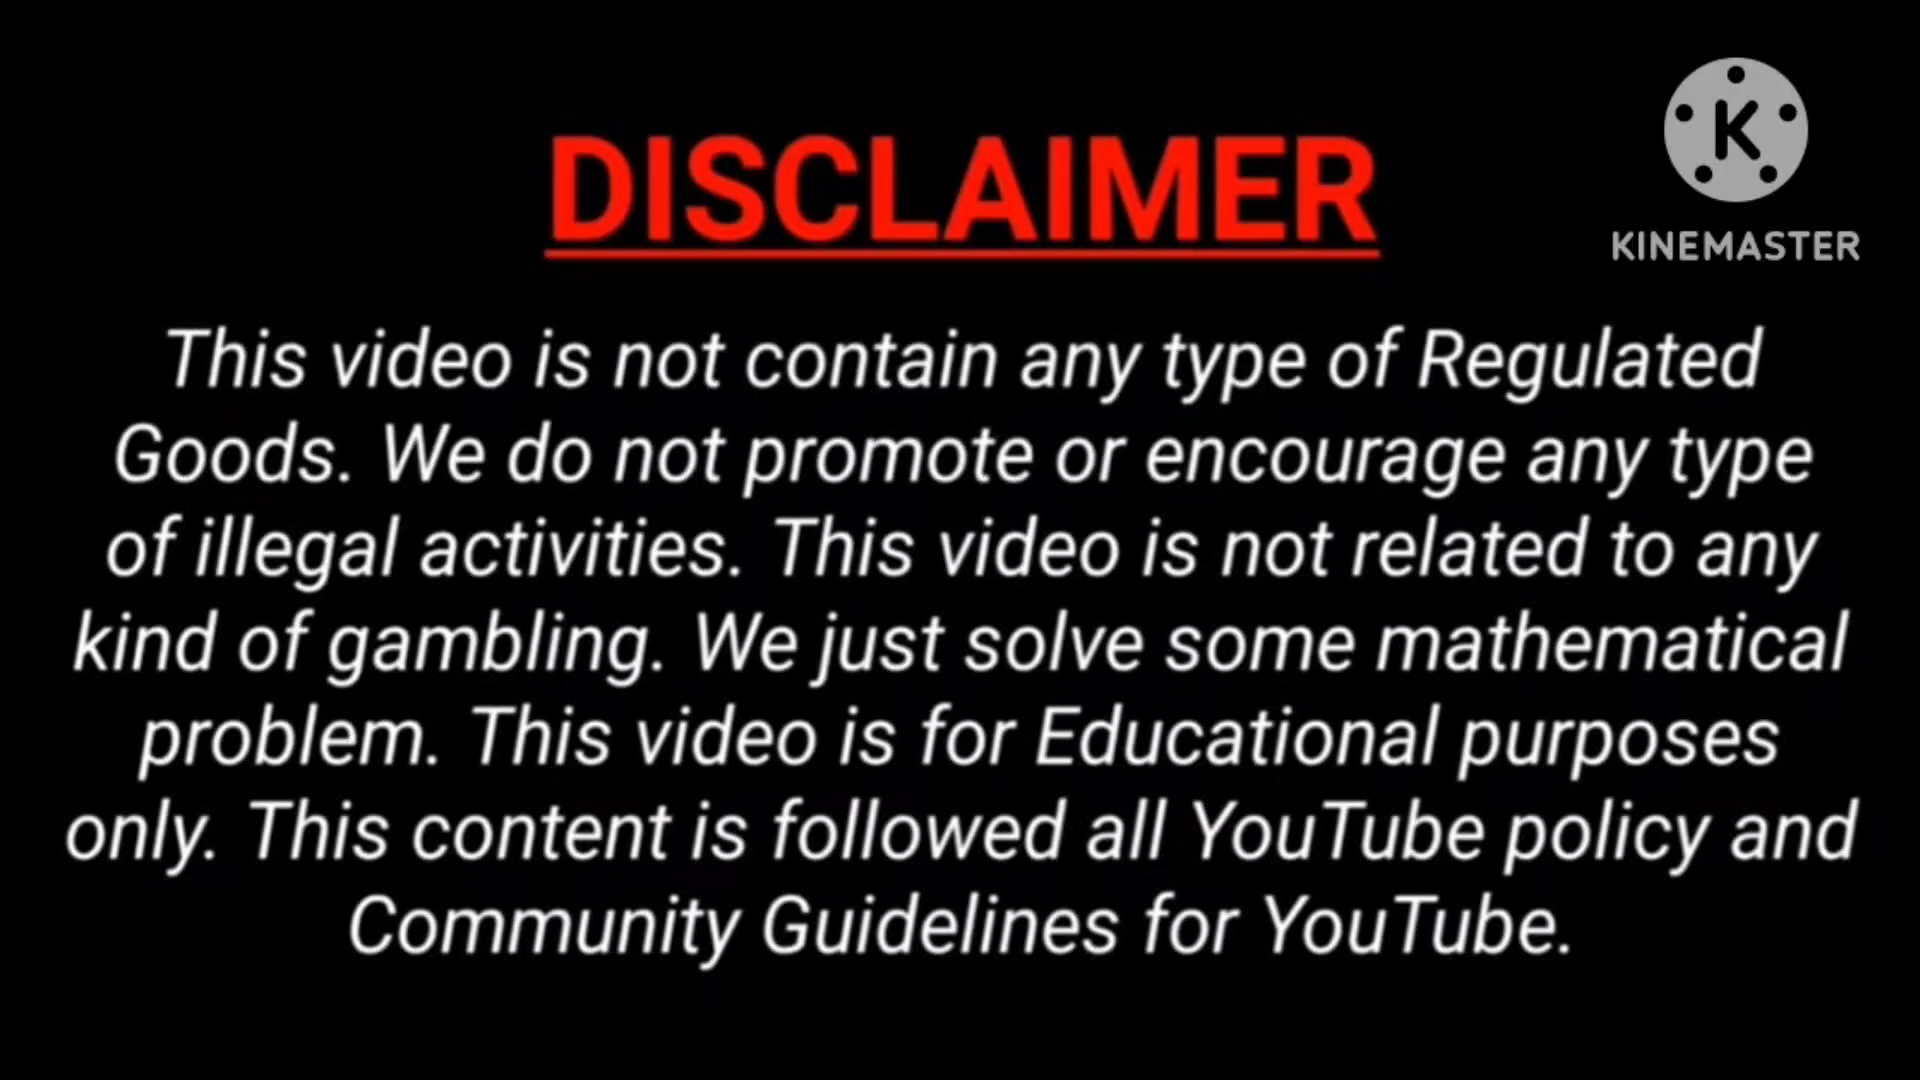 DISCLAIMER
K
KINEMASTER
This video is not contain any type of Regulated
Goods. We do not promote or encourage any type
of illegal activities. This video is not related to any
kind of gambling. We just solve some mathematical
problem. This video is for Educational purposes
only. This content is followed all YouTube policy and
Community Guidelines for YouTube.